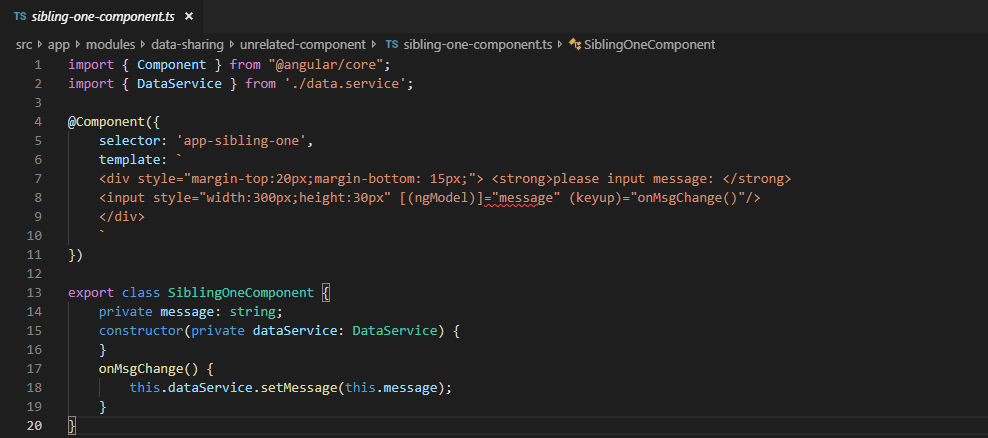 TS sibling-one-component.ts ×
src app modules data-sharing unrelated-component TS sibling-one-component.ts SiblingOneComponent
1 import { Component } from "@angular/core";
2 import { DataService } from './data.service';
3
4 @Component({
5 selector: 'app-sibling-one',
6 template: `
7 <div style="margin-top:20px;margin-bottom: 15px;"> <strong>please input message: </strong>
8 <input style="width:300px;height:30px" [(ngModel)]="message" (keyup)="onMsgChange()"/>
9 </div>
10 `
11 })
12
13 export class SiblingOneComponent {
14 private message: string;
15 constructor(private dataService: DataService) {
16 }
17 onMsgChange() {
18 this.dataService.setMessage(this.message);
19 }
20 }